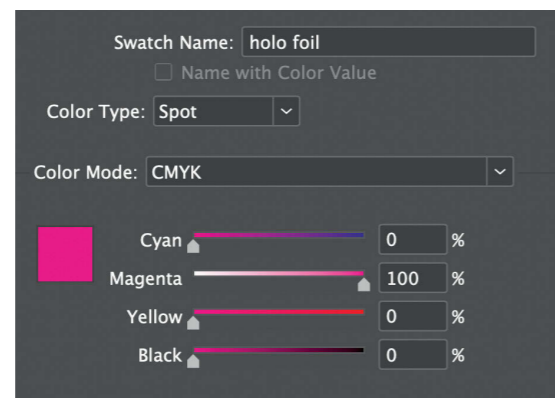 Swatch Name: holo foil
Name with Color Value
Color Type: Spot
Color Mode: CMYK
Cyan 0 %
Magenta 100 %
Yellow 0 %
Black 0 %